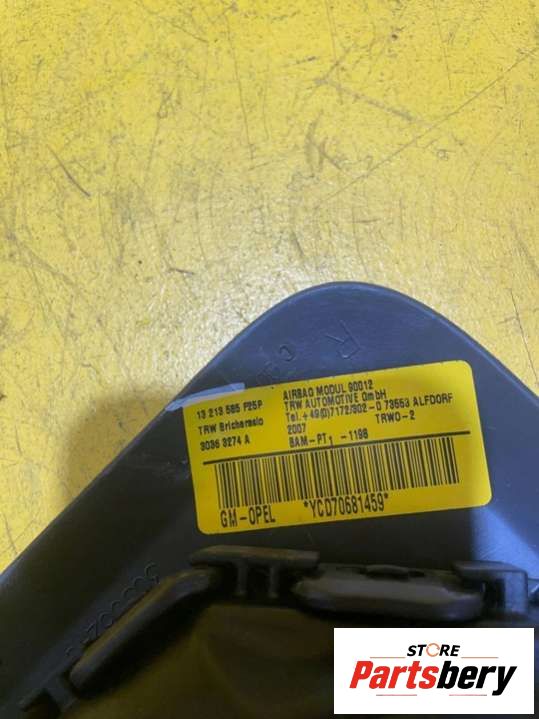 13 213 585 F25P
TRW Bricherasio
3036 3274 A
AIRBAG MODUL 90012
TRW AUTOMOTIVE GmbH
Tel.+49(0)7172/302-0 73553 ALFDORF
2007 TRWO-2
BAM-PT1-1198
GM-OPEL *YCD70681459*
STORE
Partsbery